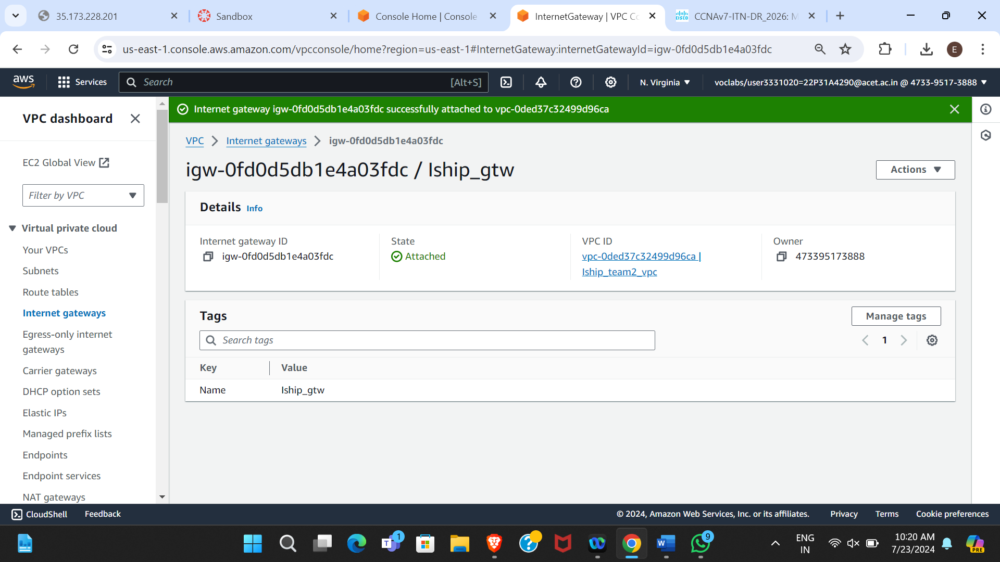 35.173.228.201
Sandbox
Console Home | Console
InternetGateway | VPC Co
CCNAv7-ITN-DR_2026: M
us-east-1.console.aws.amazon.com/vpcconsole/home?region=us-east-1#InternetGateway:internetGatewayId=igw-0fd0d5db1e4a03fdc
E
aws
Services
Search
[Alt+S]
N. Virginia
voclabs/user3331020=22P31A4290@acet.ac.in @ 4733-9517-3888
VPC dashboard
EC2 Global View
Filter by VPC
Virtual private cloud
Your VPCs
Subnets
Route tables
Internet gateways
Egress-only internet
gateways
Carrier gateways
DHCP option sets
Elastic IPs
Managed prefix lists
Endpoints
Endpoint services
NAT gateways
Internet gateway igw-0fd0d5db1e4a03fdc successfully attached to vpc-0ded37c32499d96ca
VPC
Internet gateways
igw-0fd0d5db1e4a03fdc
igw-0fd0d5db1e4a03fdc / Iship_gtw
Actions
Details Info
Internet gateway ID
igw-0fd0d5db1e4a03fdc
State
Attached
VPC ID
vpc-0ded37c32499d96ca |
Iship_team2_vpc
Owner
473395173888
Tags
Manage tags
Search tags
1
Key
Value
Name
Iship_gtw
CloudShell
Feedback
© 2024, Amazon Web Services, Inc. or its affiliates.
Privacy
Terms
Cookie preferences
1
9
ENG
IN
10:20 AM
7/23/2024
PRE